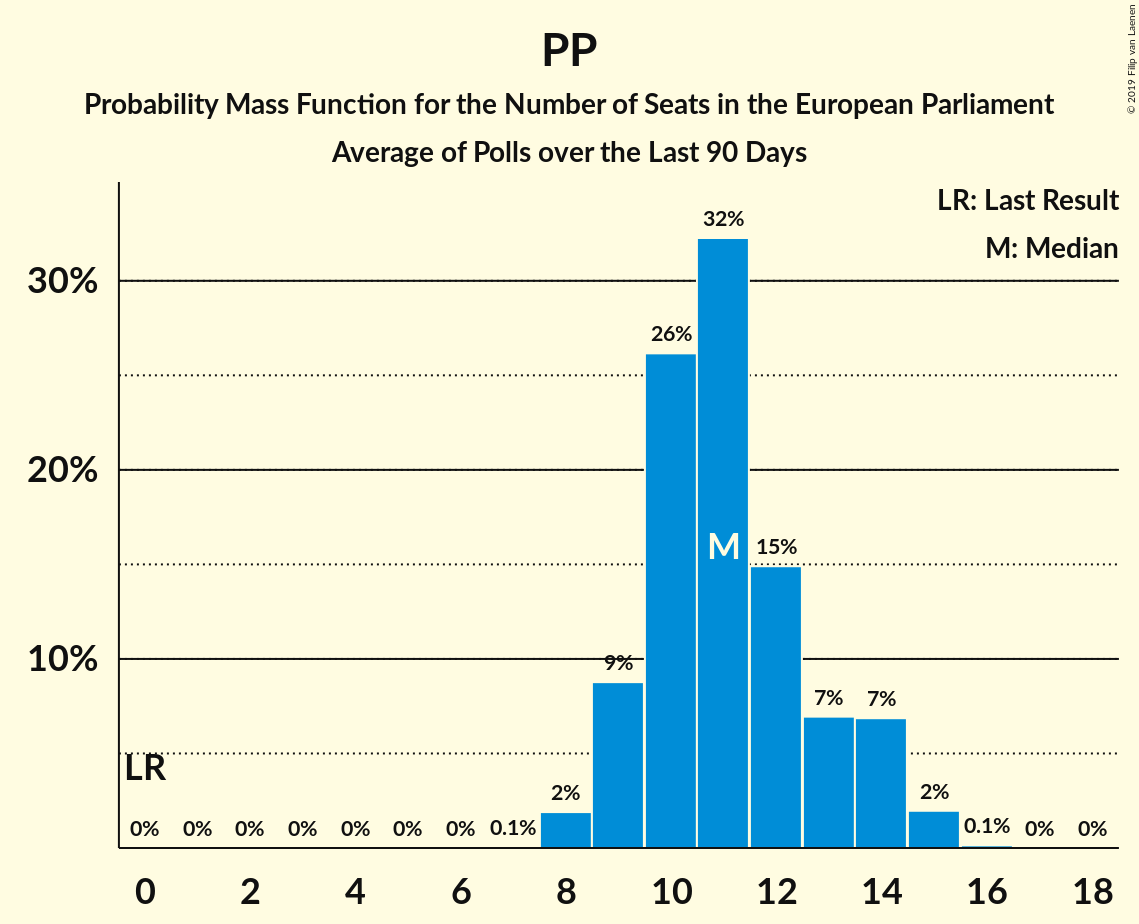 PP
Probability Mass Function for the Number of Seats in the European Parliament
Average of Polls over the Last 90 Days
© 2019 Filip van Laenen
LR: Last Result
M: Median
30%
20%
10%
32%
26%
M
15%
9%
7%
7%
LR
2%
2%
0%
0%
0%
0%
0%
0%
0%
0.1%
0.1%
0%
0%
0 2 4 6 8 10 12 14 16 18